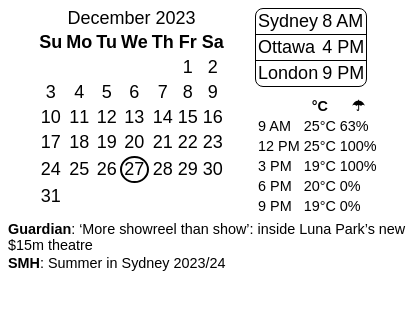 December 2023
Su Mo Tu We Th Fr Sa
1 2
3 4 5 6 7 8 9
10 11 12 13 14 15 16
17 18 19 20 21 22 23
24 25 26 27 28 29 30
31
Sydney 8 AM
Ottawa 4 PM
London 9 PM
°C ☂
9 AM 25°C 63%
12 PM 25°C 100%
3 PM 19°C 100%
6 PM 20°C 0%
9 PM 19°C 0%
Guardian: ‘More showreel than show’: inside Luna Park’s new
$15m theatre
SMH: Summer in Sydney 2023/24